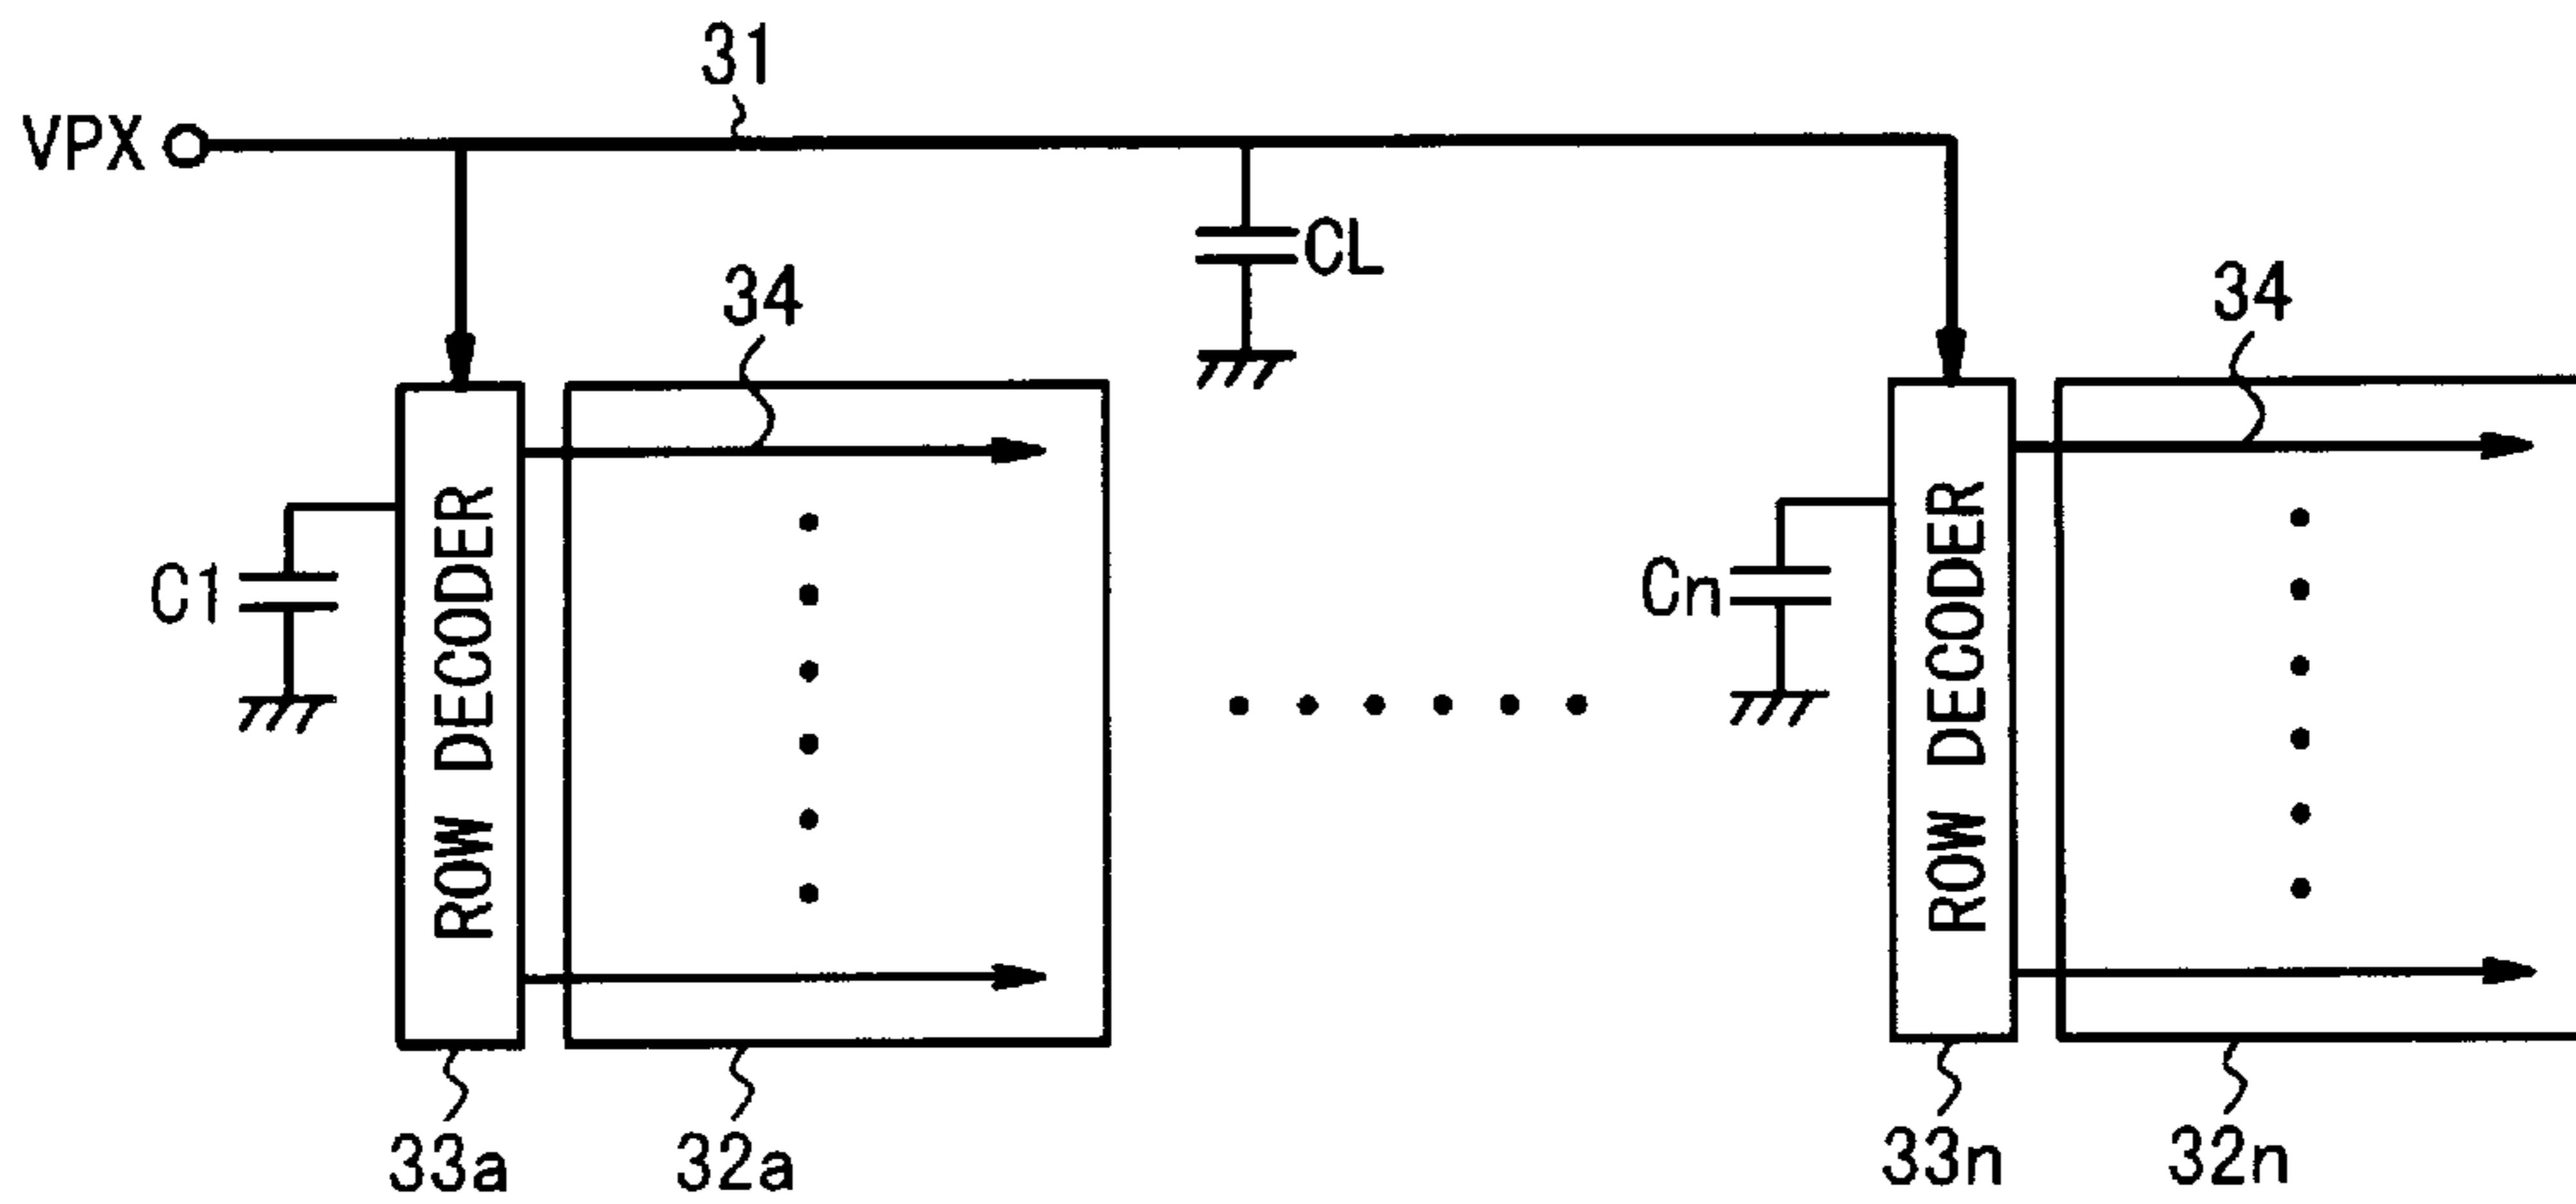 31
VPX
CL
34
34
C1
ROW DECODER
Cn
ROW DECODER
33a
32a
33n
32n